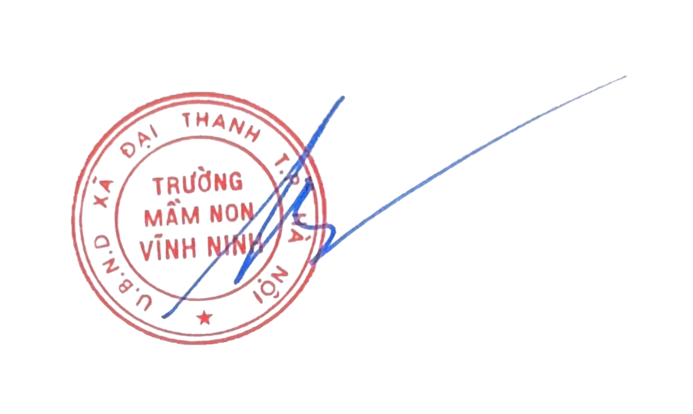 U.B.N.D XÃ ĐẠI THANH T.P HÀ NỘI
TRƯỜNG
MẦM NON
VĨNH NINH